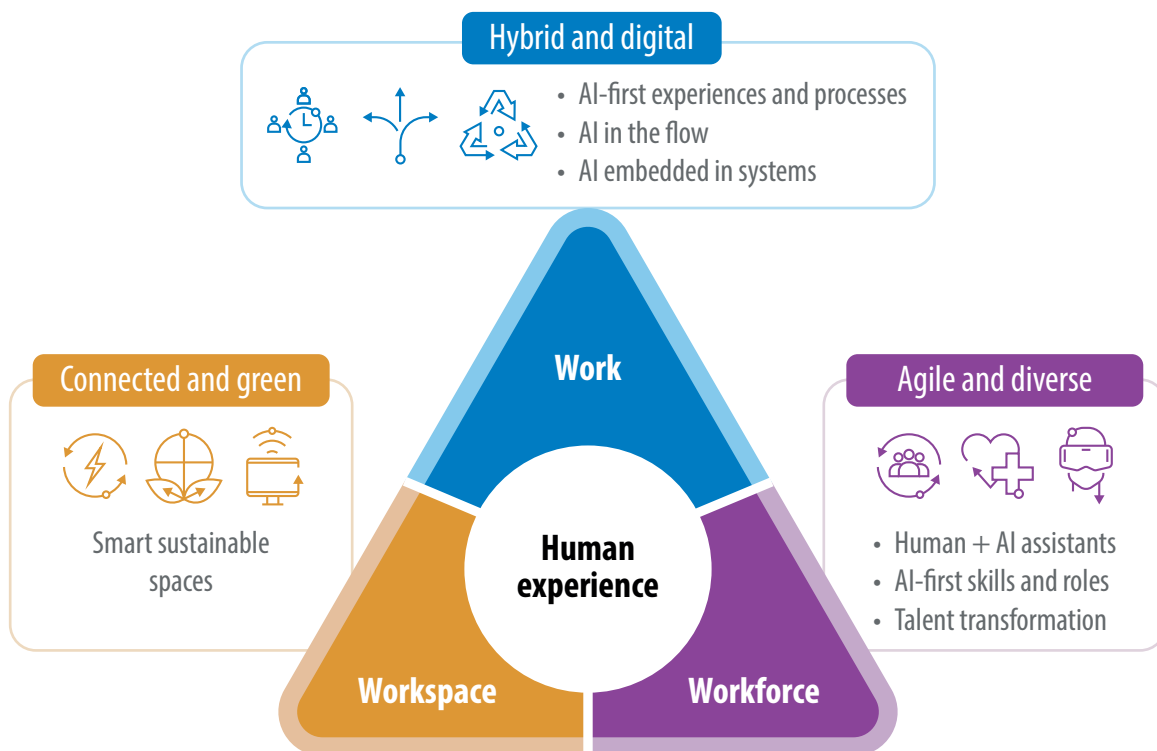 Hybrid and digital
• AI-first experiences and processes
• AI in the flow
• AI embedded in systems
Work
Connected and green
Smart sustainable
spaces
Agile and diverse
• Human + AI assistants
• AI-first skills and roles
• Talent transformation
Human
experience
Workspace
Workforce